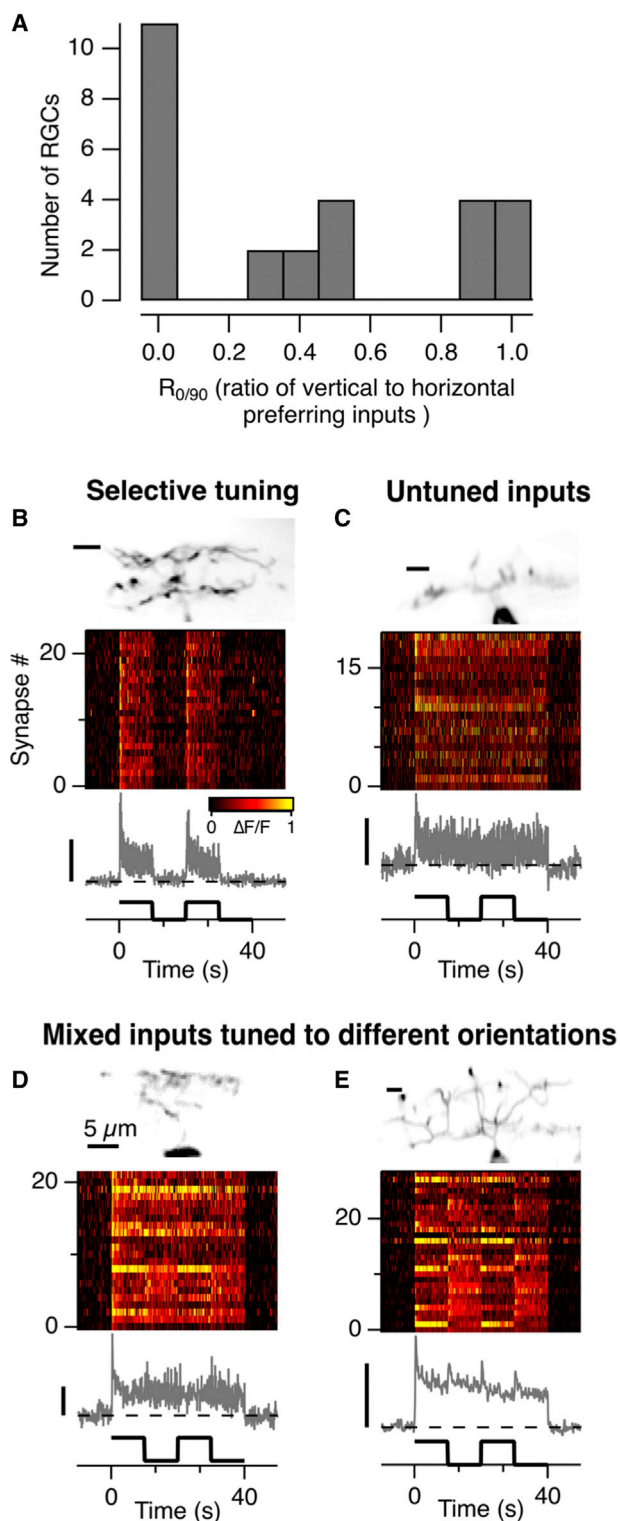 A
Number of RGCs
10
8
6
4
2
0
0.0 0.2 0.4 0.6 0.8 1.0
R0/90 (ratio of vertical to horizontal
preferring inputs )
Selective tuning
Untuned inputs
B
C
Synapse #
20
0
15
0
0 ΔF/F 1
0 40
Time (s)
0 40
Time (s)
Mixed inputs tuned to different orientations
D
E
5 µm
20
0
20
0
0 40
Time (s)
0 40
Time (s)